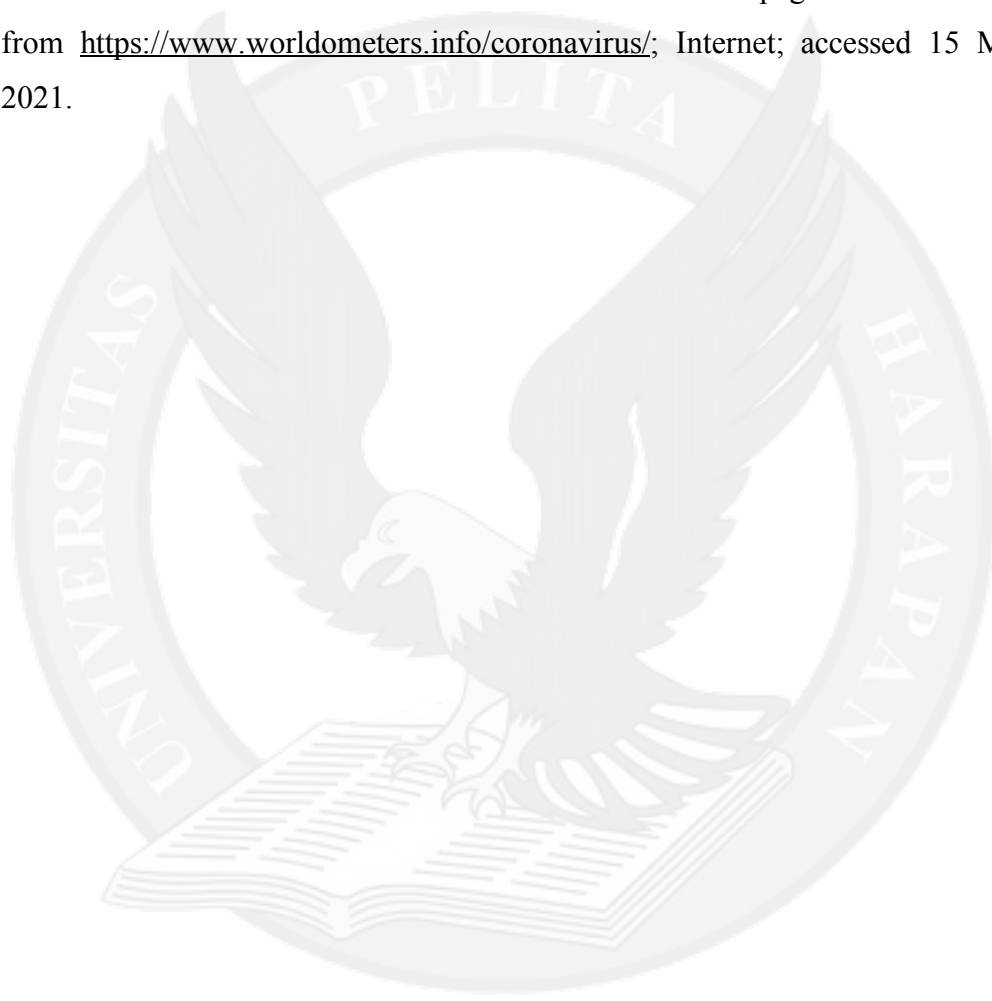 from https://www.worldometers.info/coronavirus/; Internet; accessed 15
2021.
PELITA
UNIVERSITAS
HARAPAN